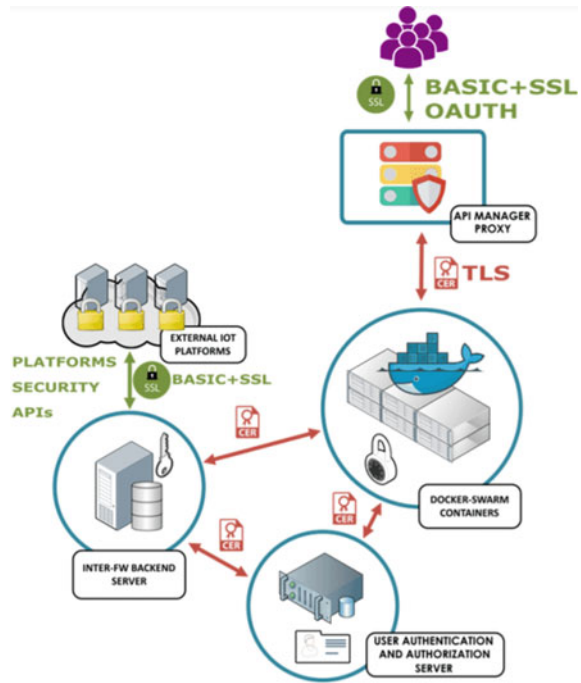 SSL
BASIC+SSL
OAUTH
API MANAGER
PROXY
CER
TLS
EXTERNAL IOT
PLATFORMS
PLATFORMS
SECURITY
APIs
SSL
BASIC+SSL
CER
DOCKER-SWARM
CONTAINERS
CER
CER
INTER-FW BACKEND
SERVER
USER AUTHENTICATION
AND AUTHORIZATION
SERVER